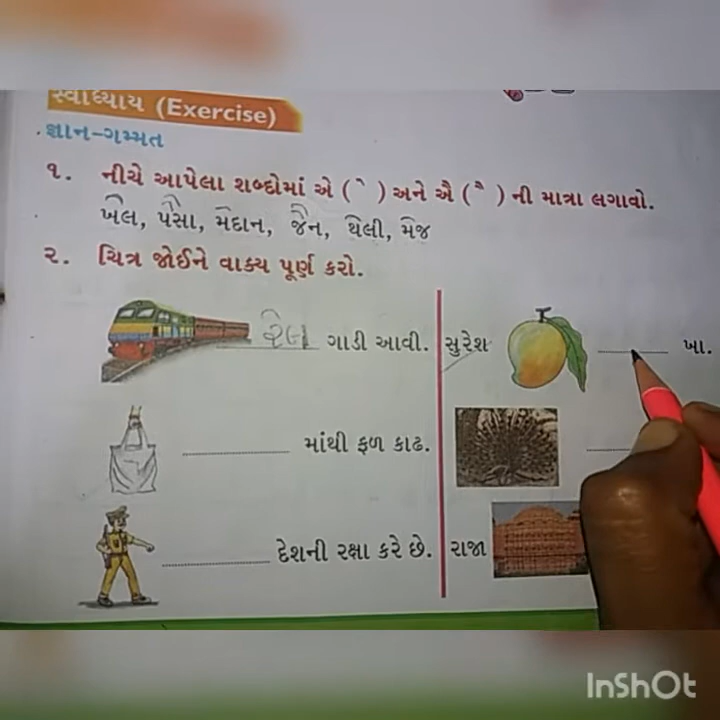 સ્વાધ્યાય (Exercise)
જ્ઞાન-ગમ્મત
૧. નીચે આપેલા શબ્દોમાં એ ( ે ) અને ઐ ( ૈ ) ની માત્રા લગાવો.
ખેલ, પૈસા, મેદાન, જૈન, થેલી, મેજ
૨. ચિત્ર જોઈને વાક્ય પૂર્ણ કરો.
રેલ ગાડી આવી. સુરેશ ખા.
માંથી ફળ કાઢ.
દેશની રક્ષા કરે છે. રાજા
InShOt